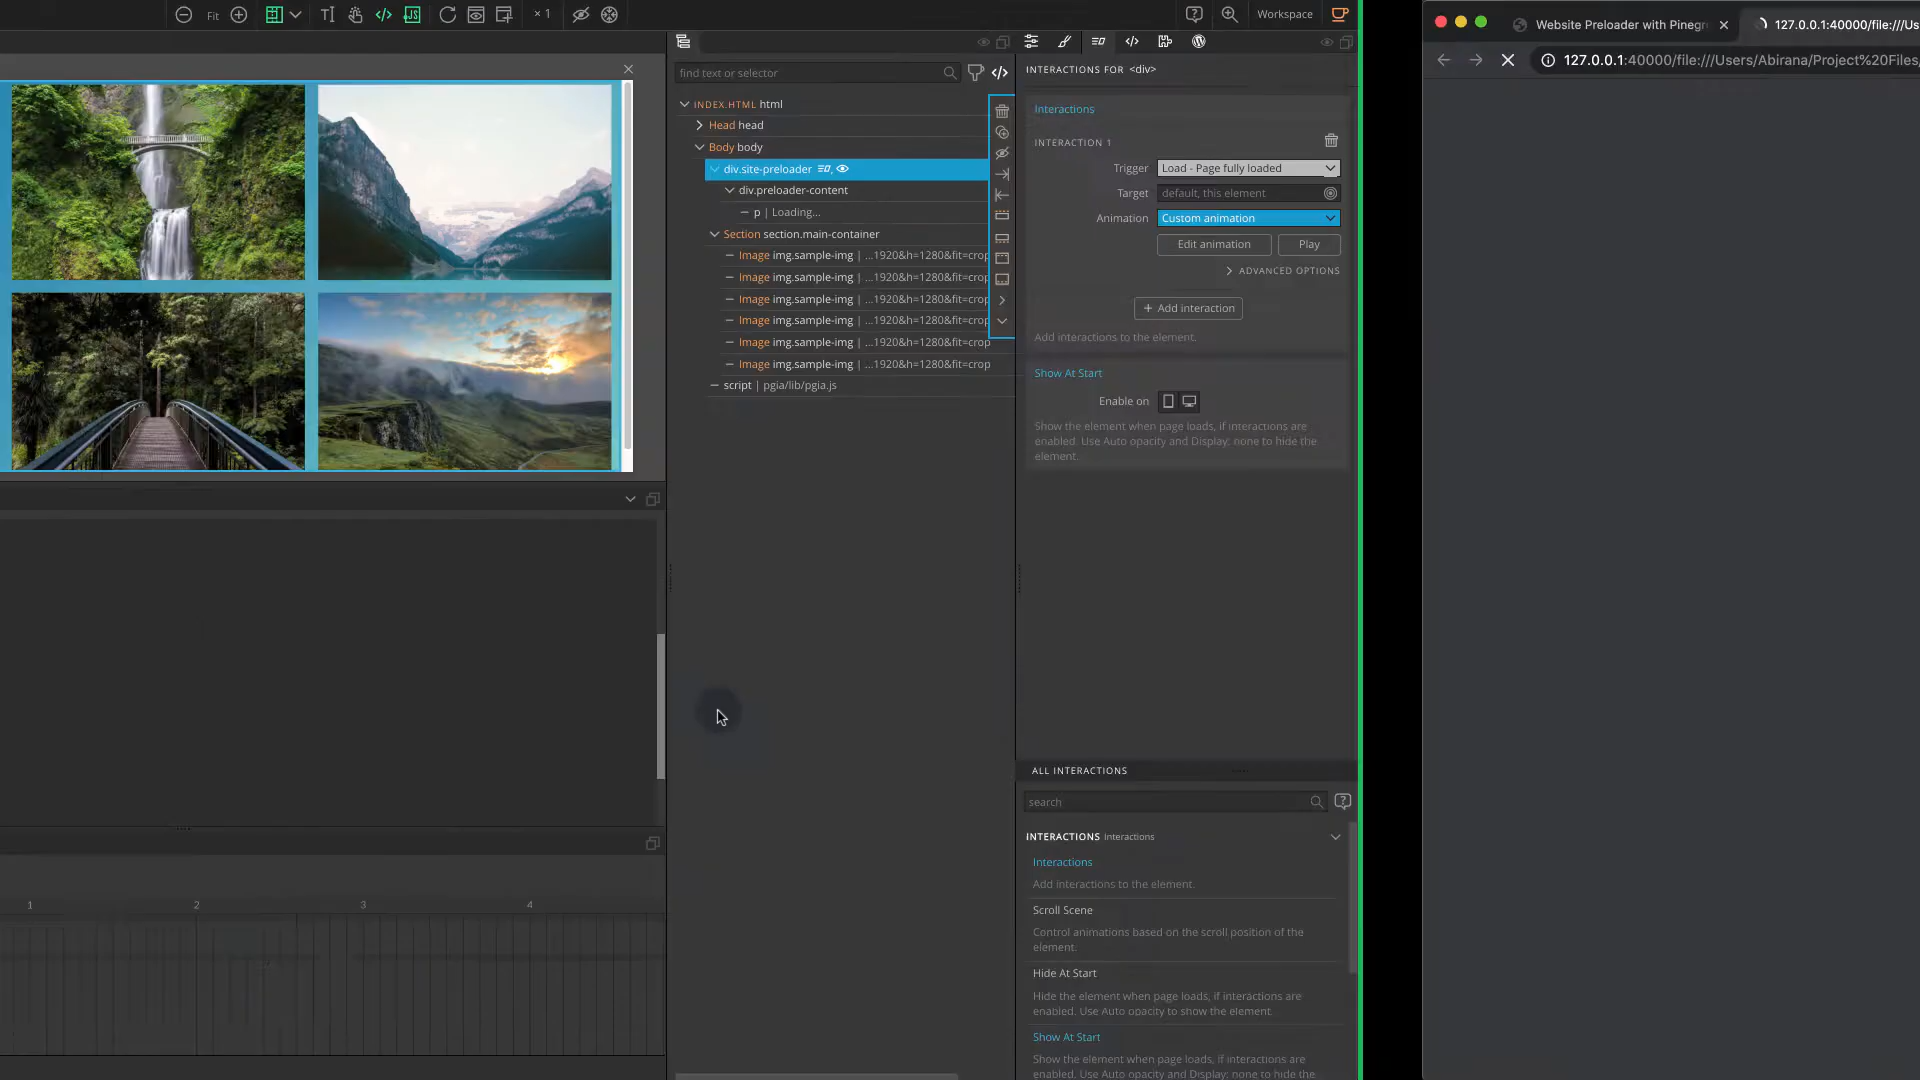 Fit
× 1
Workspace
find text or selector
INDEX.HTML html
Head head
Body body
div.site-preloader
div.preloader-content
p | Loading...
Section section.main-container
Image img.sample-img | ...1920&h=1280&fit=crop
Image img.sample-img | ...1920&h=1280&fit=crop
Image img.sample-img | ...1920&h=1280&fit=crop
Image img.sample-img | ...1920&h=1280&fit=crop
Image img.sample-img | ...1920&h=1280&fit=crop
Image img.sample-img | ...1920&h=1280&fit=crop
script | pgia/lib/pgia.js
1 2 3 4
INTERACTIONS FOR <div>
Interactions
INTERACTION 1
Trigger Load - Page fully loaded
Target default, this element
Animation Custom animation
Edit animation Play
ADVANCED OPTIONS
+ Add interaction
Add interactions to the element.
Show At Start
Enable on
Show the element when page loads, if interactions are
enabled. Use Auto opacity and Display: none to hide the
element.
ALL INTERACTIONS
search
INTERACTIONS Interactions
Interactions
Add interactions to the element.
Scroll Scene
Control animations based on the scroll position of the
element.
Hide At Start
Hide the element when page loads, if interactions are
enabled. Use Auto opacity to show the element.
Show At Start
Show the element when page loads, if interactions are
enabled. Use Auto opacity and Display: none to hide the
Website Preloader with Pinegr
127.0.0.1:40000/file:///Us
127.0.0.1:40000/file:///Users/Abirana/Project%20Files/